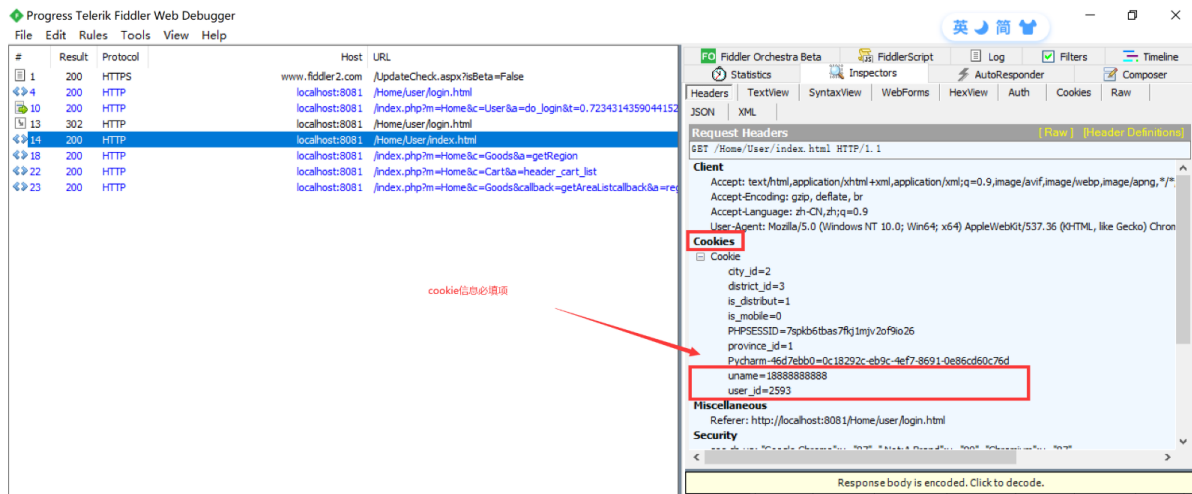 Progress Telerik Fiddler Web Debugger
英 简
File Edit Rules Tools View Help
# Result Protocol Host URL
1 200 HTTPS www.fiddler2.com /UpdateCheck.aspx?isBeta=False
4 200 HTTP localhost:8081 /Home/user/login.html
10 200 HTTP localhost:8081 /index.php?m=Home&c=User&a=do_login&t=0.7234314359044152
13 302 HTTP localhost:8081 /Home/user/login.html
14 200 HTTP localhost:8081 /Home/User/index.html
18 200 HTTP localhost:8081 /index.php?m=Home&c=Goods&a=getRegion
22 200 HTTP localhost:8081 /index.php?m=Home&c=Cart&a=header_cart_list
23 200 HTTP localhost:8081 /index.php?m=Home&c=Goods&callback=getAreaListcallback&a=reg
cookie信息必填项
FO Fiddler Orchestra Beta FiddlerScript Log Filters Timeline
Statistics Inspectors AutoResponder Composer
Headers TextView SyntaxView WebForms HexView Auth Cookies Raw
JSON XML
Request Headers [ Raw ] [Header Definitions]
GET /Home/User/index.html HTTP/1.1
Client
Accept: text/html,application/xhtml+xml,application/xml;q=0.9,image/avif,image/webp,image/apng,*/*
Accept-Encoding: gzip, deflate, br
Accept-Language: zh-CN,zh;q=0.9
User-Agent: Mozilla/5.0 (Windows NT 10.0; Win64; x64) AppleWebKit/537.36 (KHTML, like Gecko) Chrom
Cookies
Cookie
city_id=2
district_id=3
is_distribut=1
is_mobile=0
PHPSESSID=7spkb6tbas7fkj1mjv2of9io26
province_id=1
Pycharm-46d7ebb0=0c18292c-eb9c-4ef7-8691-0e86cd60c76d
uname=18888888888
user_id=2593
Miscellaneous
Referer: http://localhost:8081/Home/user/login.html
Security
Response body is encoded. Click to decode.